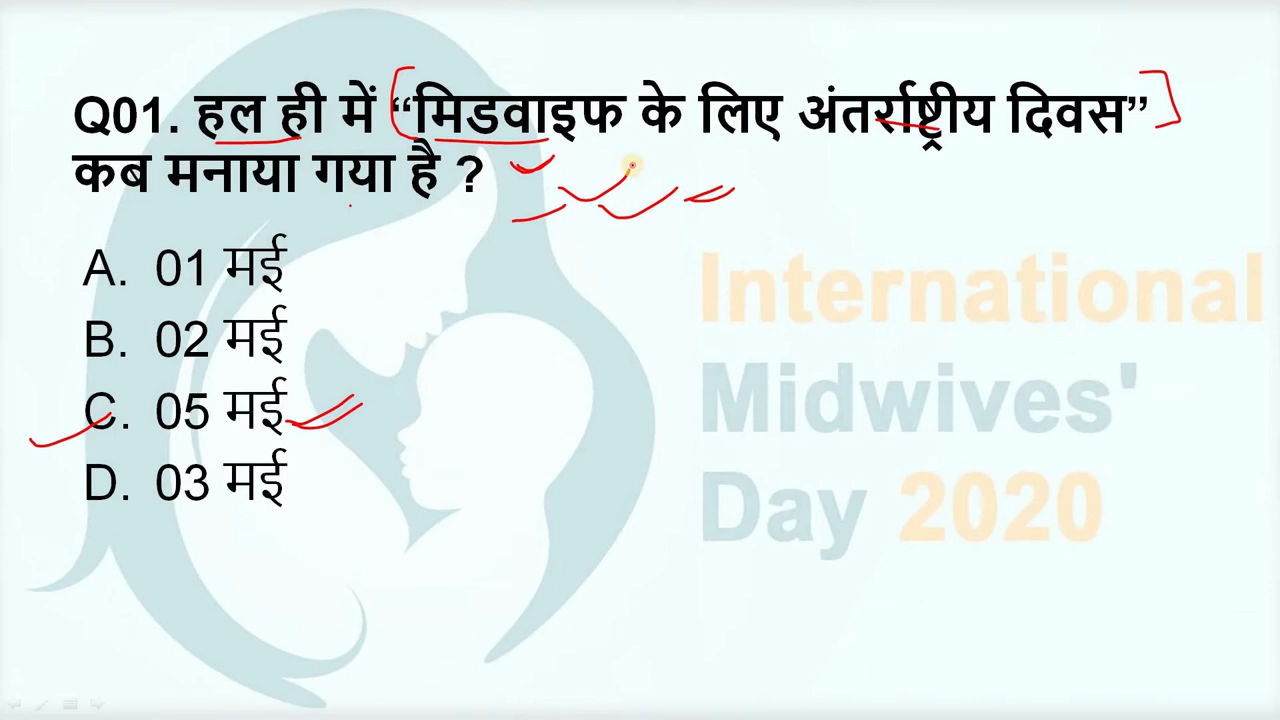 Q01. हल ही में “मिडवाइफ के लिए अंतर्राष्ट्रीय दिवस”
कब मनाया गया है ?
A. 01 मई
B. 02 मई
C. 05 मई
D. 03 मई
International
Midwives'
Day 2020